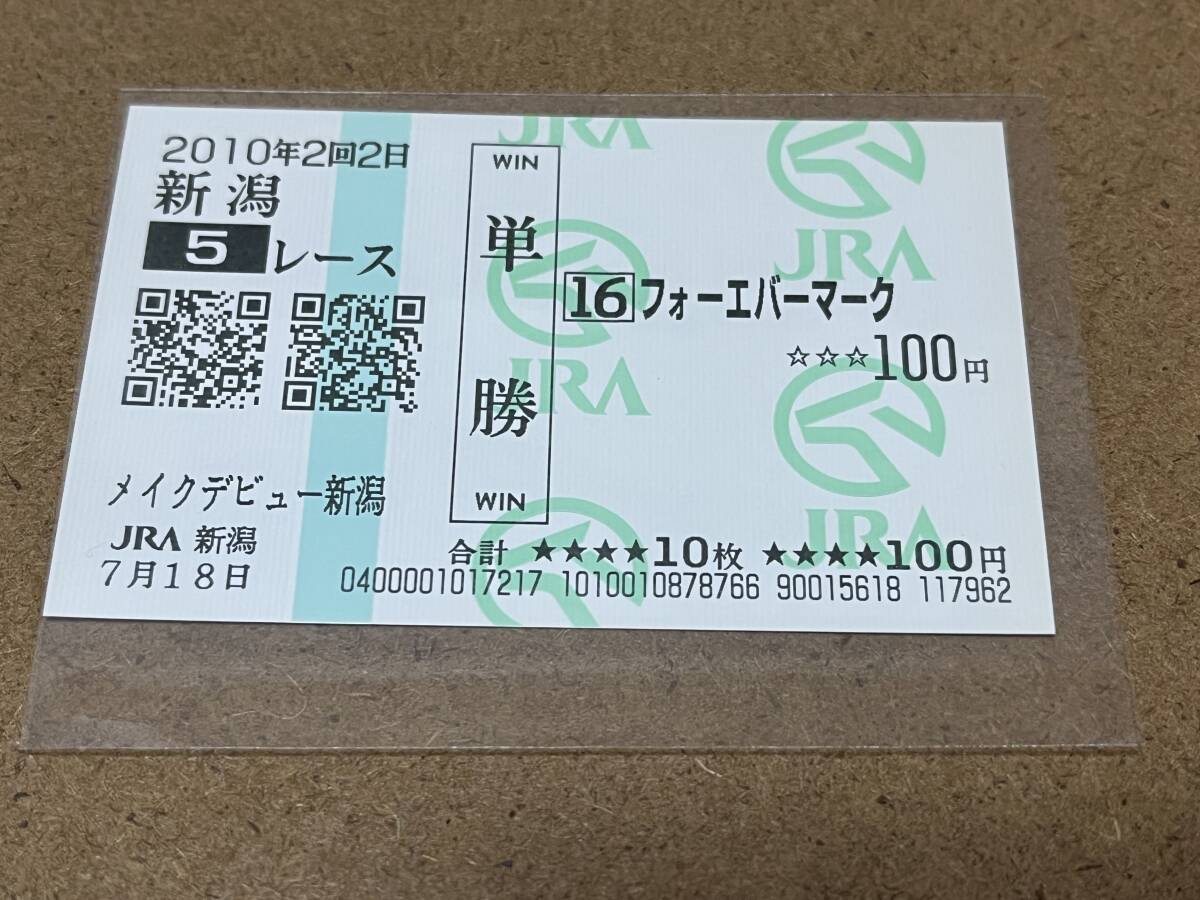 2010年2回2日
新潟
5レース
メイクデビュー新潟
JRA 新潟
7月18日
WIN
単勝
WIN
16フォーエバーマーク
☆☆☆100円
合計 ★★★★10枚 ★★★★100円
0400001017217 1010010878766 90015618 117962
JRA
JRA
JRA
JRA